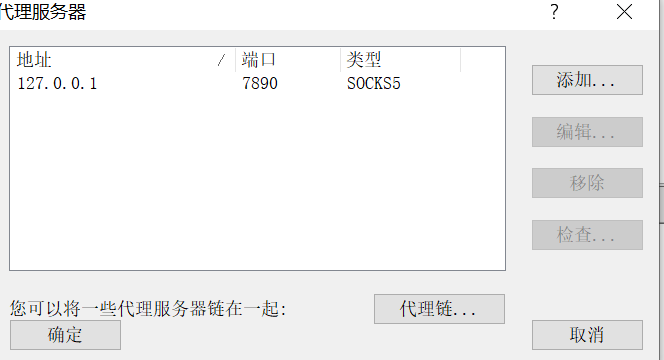 代理服务器
地址 / 端口 类型
127.0.0.1 7890 SOCKS5
添加...
编辑...
移除
检查...
您可以将一些代理服务器链在一起:
代理链...
确定
取消